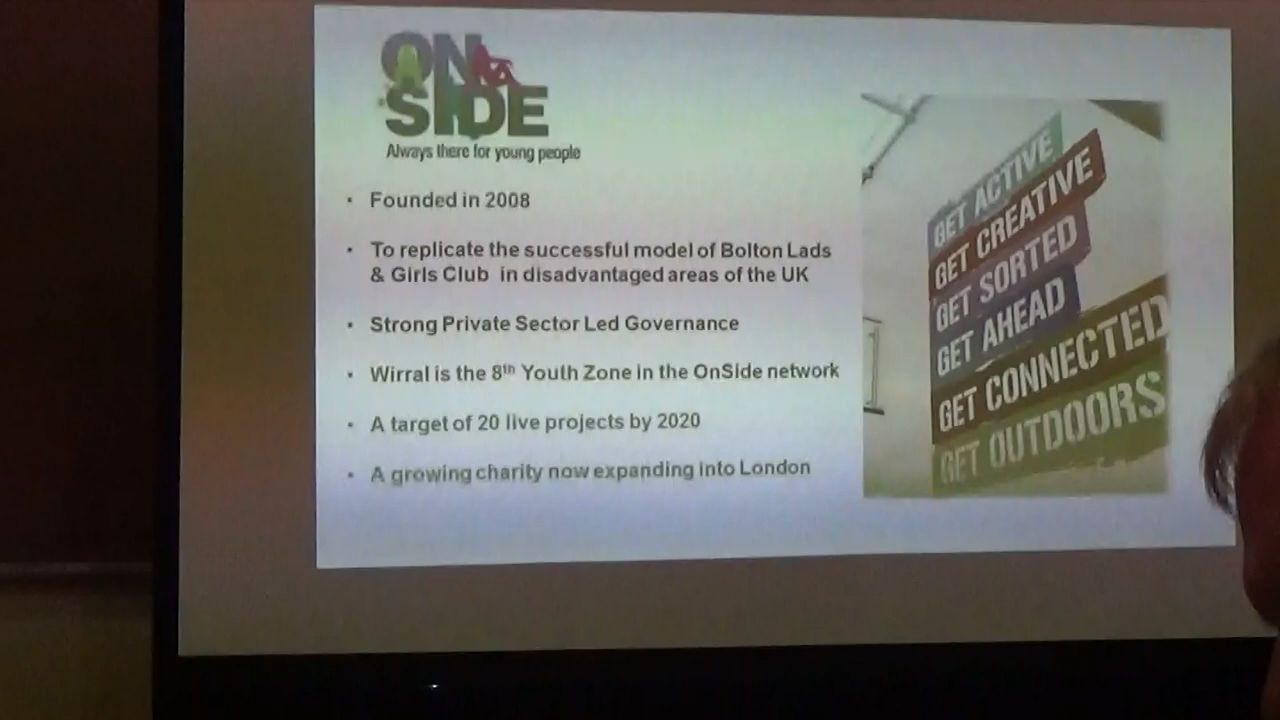 ON
SIDE
Always there for young people
• Founded in 2008
• To replicate the successful model of Bolton Lads
& Girls Club in disadvantaged areas of the UK
• Strong Private Sector Led Governance
• Wirral is the 8th Youth Zone in the OnSide network
• A target of 20 live projects by 2020
• A growing charity now expanding into London
GET ACTIVE
GET CREATIVE
GET SORTED
GET AHEAD
GET CONNECTED
GET OUTDOORS